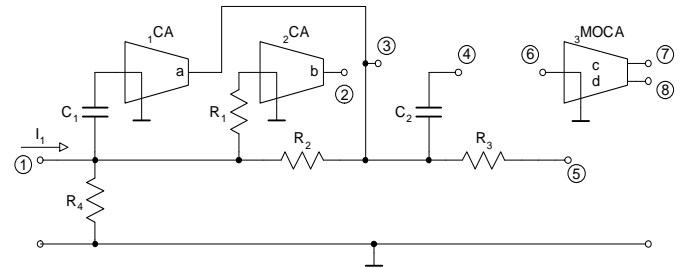 1CA
2CA
3MOCA
③
④
⑥
⑦
a
b
c
d
⑧
②
C1
R1
C2
I1
R2
R3
①
⑤
R4